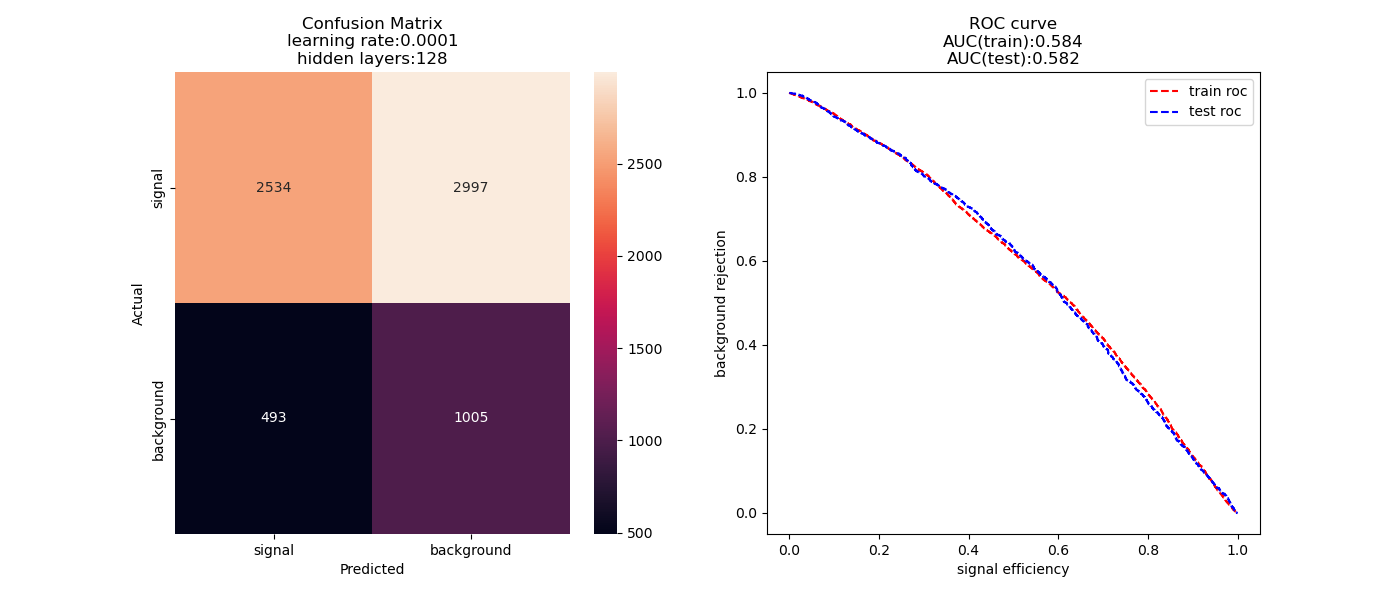 Confusion Matrix
learning rate:0.0001
hidden layers:128
signal
background
Actual
2534
2997
493
1005
signal
background
Predicted
2500
2000
1500
1000
500
ROC curve
AUC(train):0.584
AUC(test):0.582
train roc
test roc
background rejection
1.0
0.8
0.6
0.4
0.2
0.0
0.0
0.2
0.4
0.6
0.8
1.0
signal efficiency